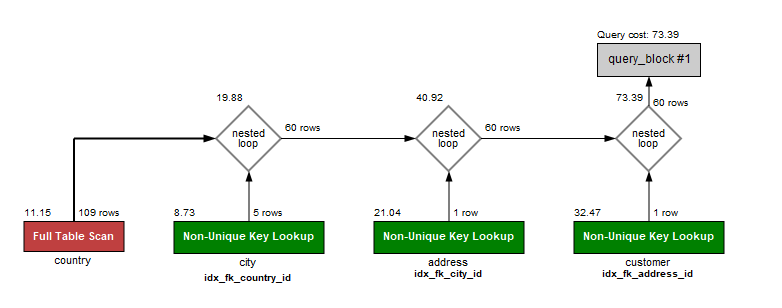 Query cost: 73.39
query_block #1
19.88
40.92
73.39
60 rows
nested
loop
60 rows
nested
loop
60 rows
nested
loop
11.15
109 rows
8.73
5 rows
21.04
1 row
32.47
1 row
Full Table Scan
Non-Unique Key Lookup
Non-Unique Key Lookup
Non-Unique Key Lookup
country
city
address
customer
idx_fk_country_id
idx_fk_city_id
idx_fk_address_id